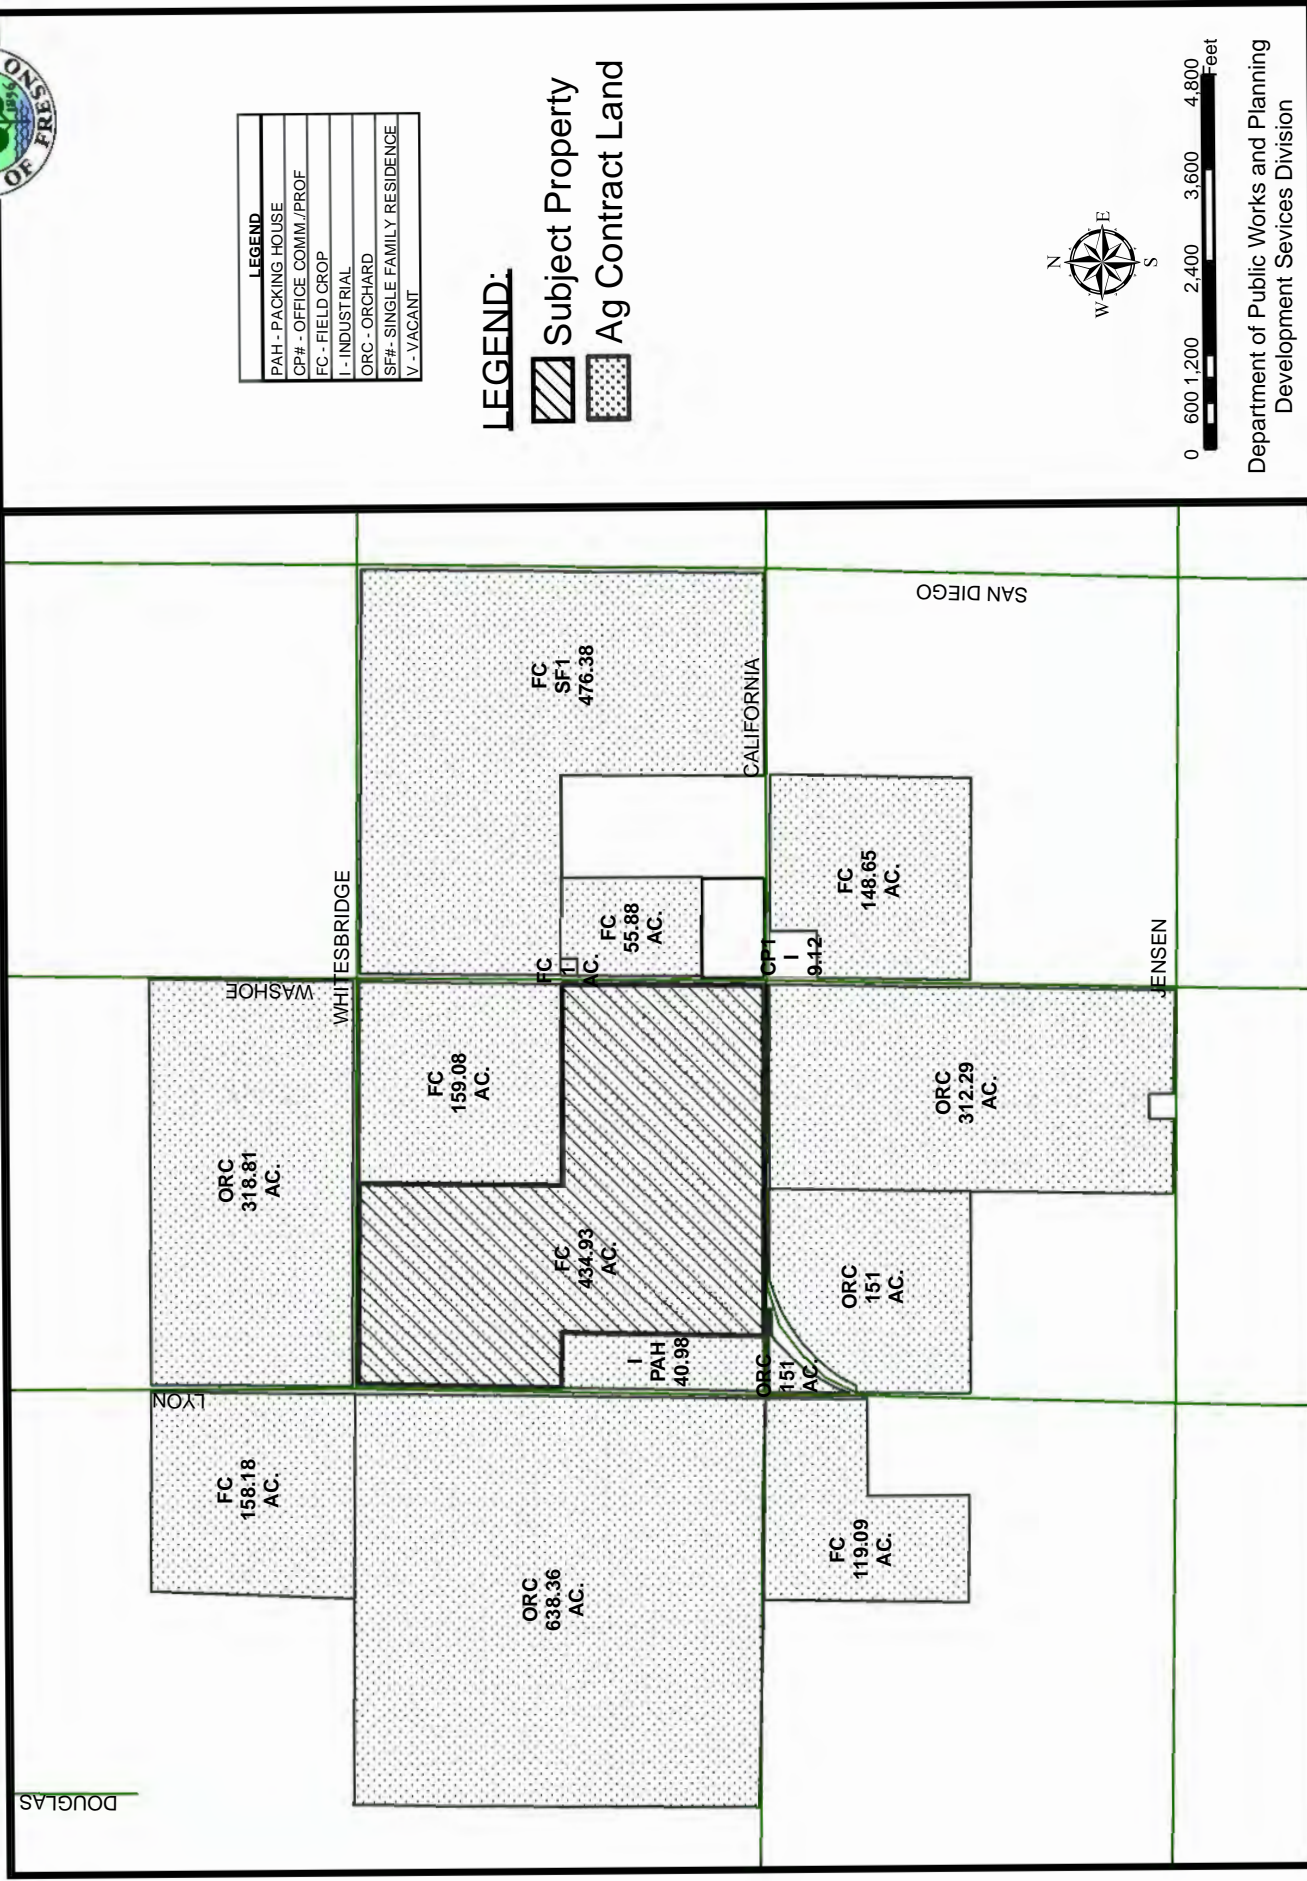 DOUGLAS
FC
158.18
AC.
LYON
ORC
318.81
AC.
WASHOE
WHITESBRIDGE
ORC
638.36
AC.
FC
434.93
AC.
FC
159.08
AC.
I
PAH
40.98
FC
1
AC.
FC
55.88
AC.
FC
SF1
476.38
CALIFORNIA
FC
119.09
AC.
ORC
151
AC.
ORC
151
AC.
ORC
312.29
AC.
CP1
I
9.12
FC
148.65
AC.
SAN DIEGO
JENSEN
OF FRESNO
1856
LEGEND
PAH - PACKING HOUSE
CP# - OFFICE COMM./PROF
FC - FIELD CROP
I - INDUSTRIAL
ORC - ORCHARD
SF#- SINGLE FAMILY RESIDENCE
V - VACANT
LEGEND:
Subject Property
Ag Contract Land
N
W E
S
0 600 1,200 2,400 3,600 4,800
Feet
Department of Public Works and Planning
Development Sevices Division